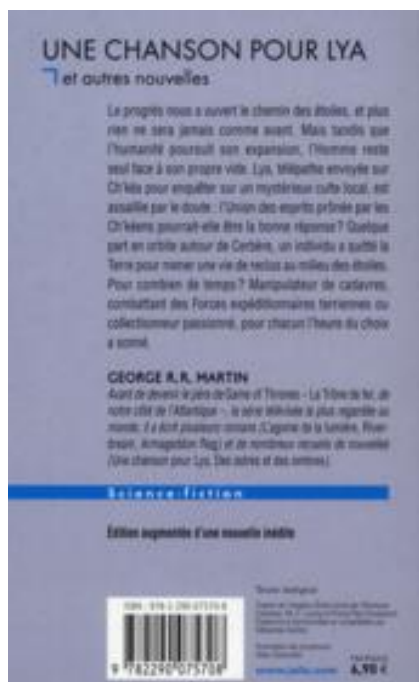 UNE CHANSON POUR LYA
et autres nouvelles
Le progrès nous a ouvert le chemin des étoiles, et plus
rien ne sera jamais comme avant. Mais tandis que
l'humanité poursuit son expansion, l'Homme reste
seul face à son propre vide. Lya, télépathe envoyée sur
Ch'kéa pour enquêter sur un mystérieux culte local, est
assaillie par le doute : l'Union des esprits prônée par les
Ch'kéens pourrait-elle être la bonne réponse ? Quelque
part en orbite autour de Cerbère, un individu a quitté la
Terre pour mener une vie de reclus au milieu des étoiles.
Pour combien de temps ? Manipulateur de cadavres,
combattant des Forces expéditionnaires terriennes ou
collectionneur passionné, pour chacun l'heure du choix
a sonné.
GEORGE R.R. MARTIN
Avant de devenir le père de Game of Thrones – Le Trône de fer, de
notre côté de l'Atlantique –, la série télévisée la plus regardée au
monde, il a écrit plusieurs romans (L'agonie de la lumière, Riverdream,
Armageddon Rag) et de nombreux recueils de nouvelles
(Une chanson pour Lya, Des astres et des ombres).
Science-fiction
Édition augmentée d'une nouvelle inédite
Texte intégral
ISBN : 978-2-290-07570-8
9 782290 075708
www.jailu.com
6,90 €